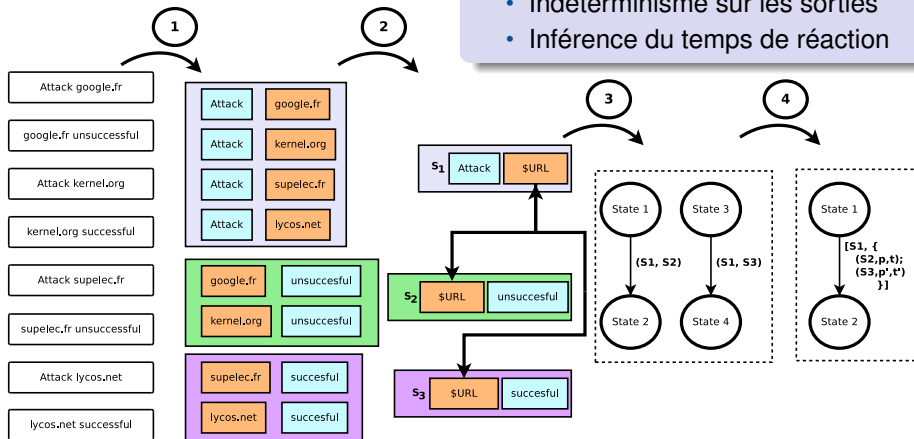 • Indéterminisme sur les sorties
• Inférence du temps de réaction
1
2
3
4
Attack google.fr
google.fr unsuccessful
Attack kernel.org
kernel.org successful
Attack supelec.fr
supelec.fr unsuccessful
Attack lycos.net
lycos.net successful
Attack google.fr
Attack kernel.org
Attack supelec.fr
Attack lycos.net
google.fr unsuccesful
kernel.org unsuccesful
supelec.fr succesful
lycos.net succesful
S1 Attack $URL
S2 $URL unsuccesful
S3 $URL succesful
State 1
(S1, S2)
State 2
State 3
(S1, S3)
State 4
State 1
[S1, {
(S2,p,t);
(S3,p',t')
}]
State 2